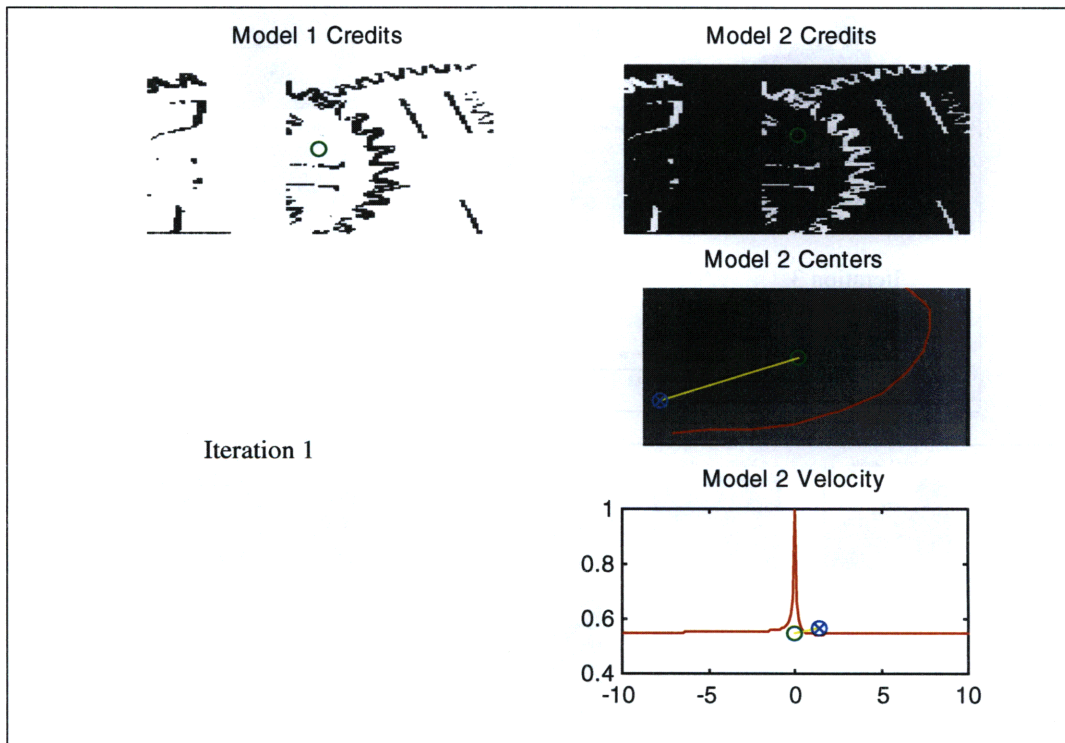 Model 1 Credits
Model 2 Credits
Model 2 Centers
Iteration 1
Model 2 Velocity
1
0.8
0.6
0.4
-10 -5 0 5 10